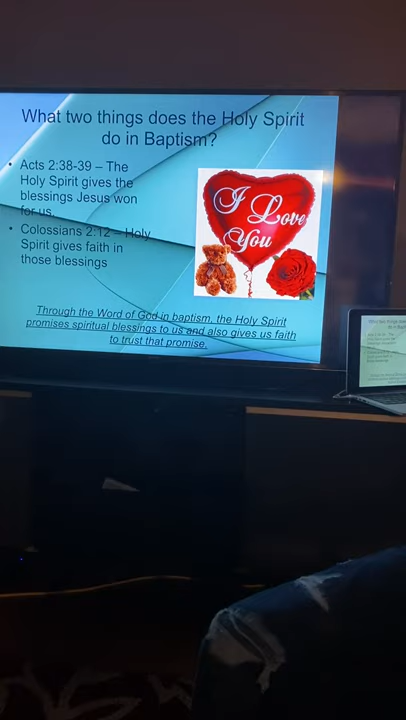 What two things does the Holy Spirit
do in Baptism?
• Acts 2:38-39 – The
Holy Spirit gives the
blessings Jesus won
for us.
• Colossians 2:12 – Holy
Spirit gives faith in
those blessings
I Love
You
Through the Word of God in baptism, the Holy Spirit
promises spiritual blessings to us and also gives us faith
to trust that promise.